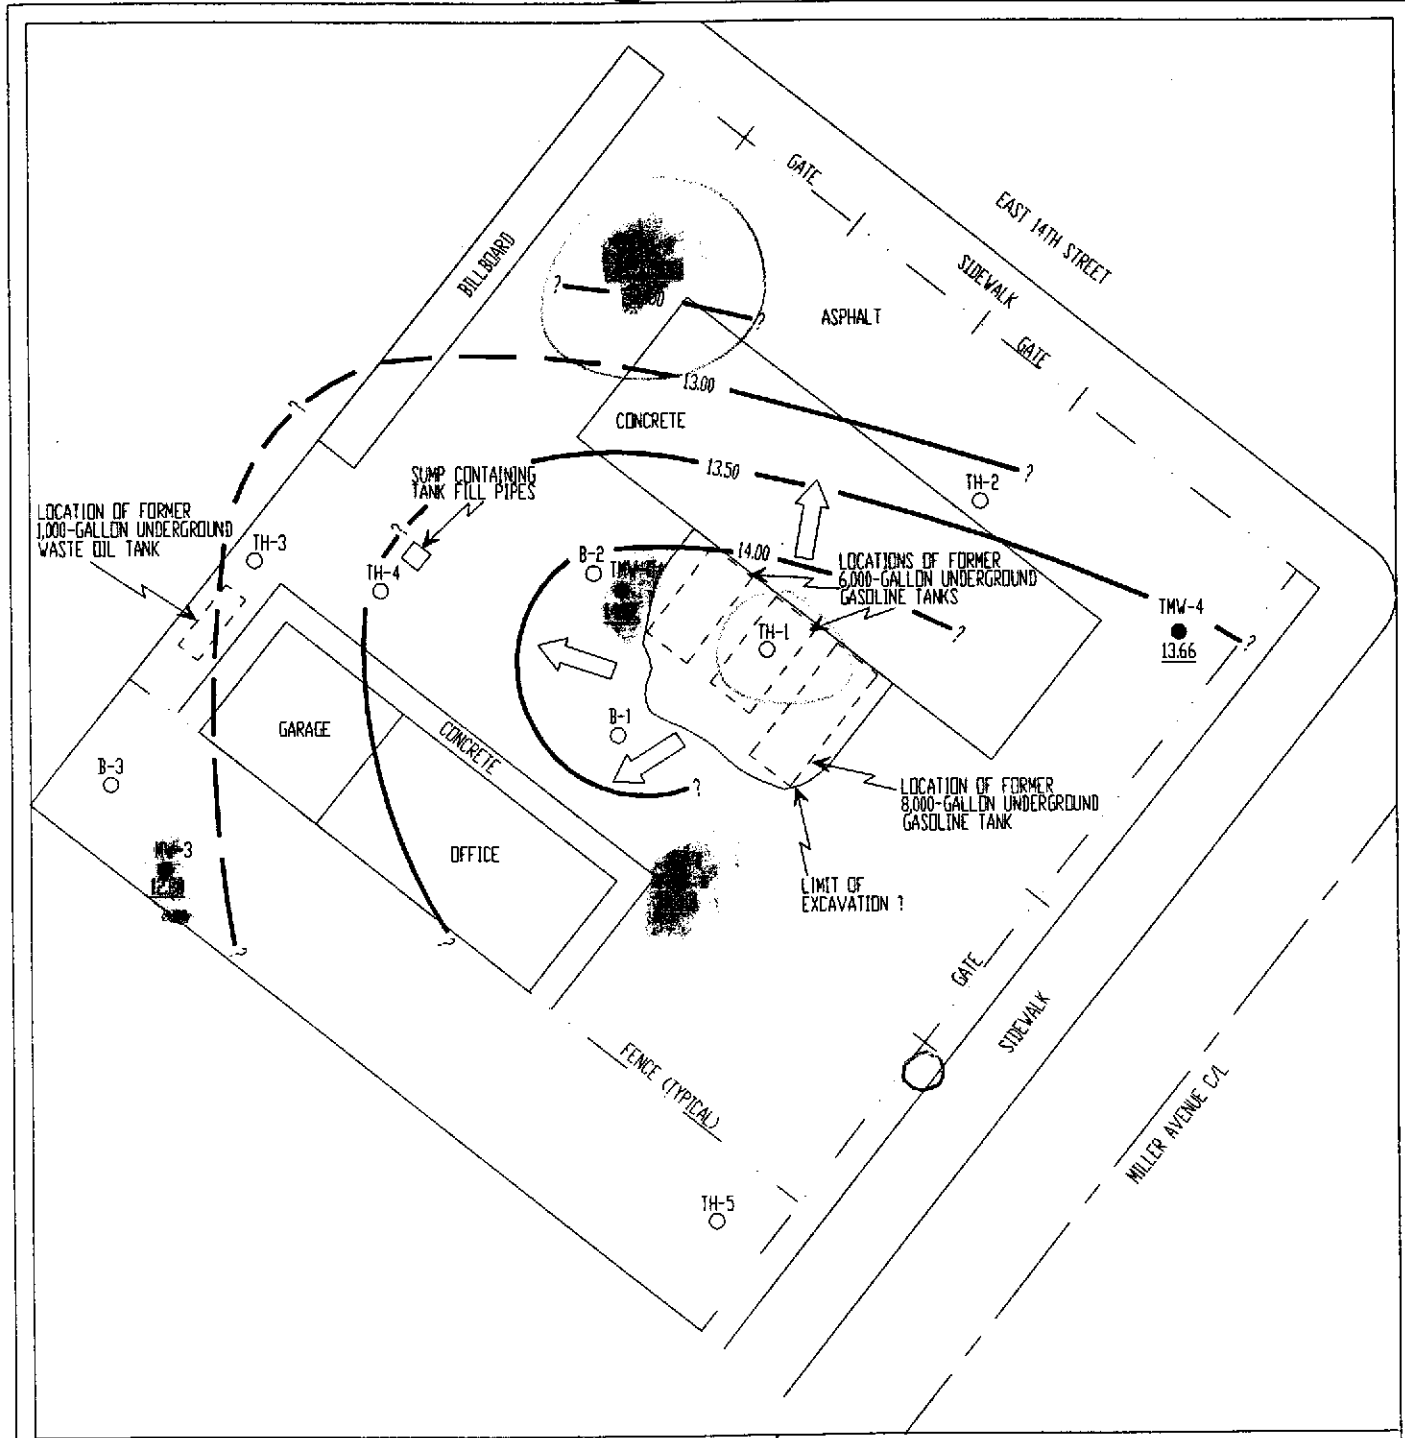 GATE
EAST 14TH STREET
BILLBOARD
SIDEWALK
ASPHALT
?
?
GATE
13.00
?
CONCRETE
?
13.50
SUMP CONTAINING
TANK FILL PIPES
TH-2
LOCATION OF FORMER
1,000-GALLON UNDERGROUND
WASTE OIL TANK
?
TH-3
TH-4
B-2
14.00
LOCATIONS OF FORMER
6,000-GALLON UNDERGROUND
GASOLINE TANKS
TMW-4
13.66
?
?
TH-1
GARAGE
CONCRETE
B-1
B-3
?
LOCATION OF FORMER
8,000-GALLON UNDERGROUND
GASOLINE TANK
OFFICE
LIMIT OF
EXCAVATION ?
?
?
GATE
SIDEWALK
FENCE (TYPICAL)
MILLER AVENUE C/L
TH-5